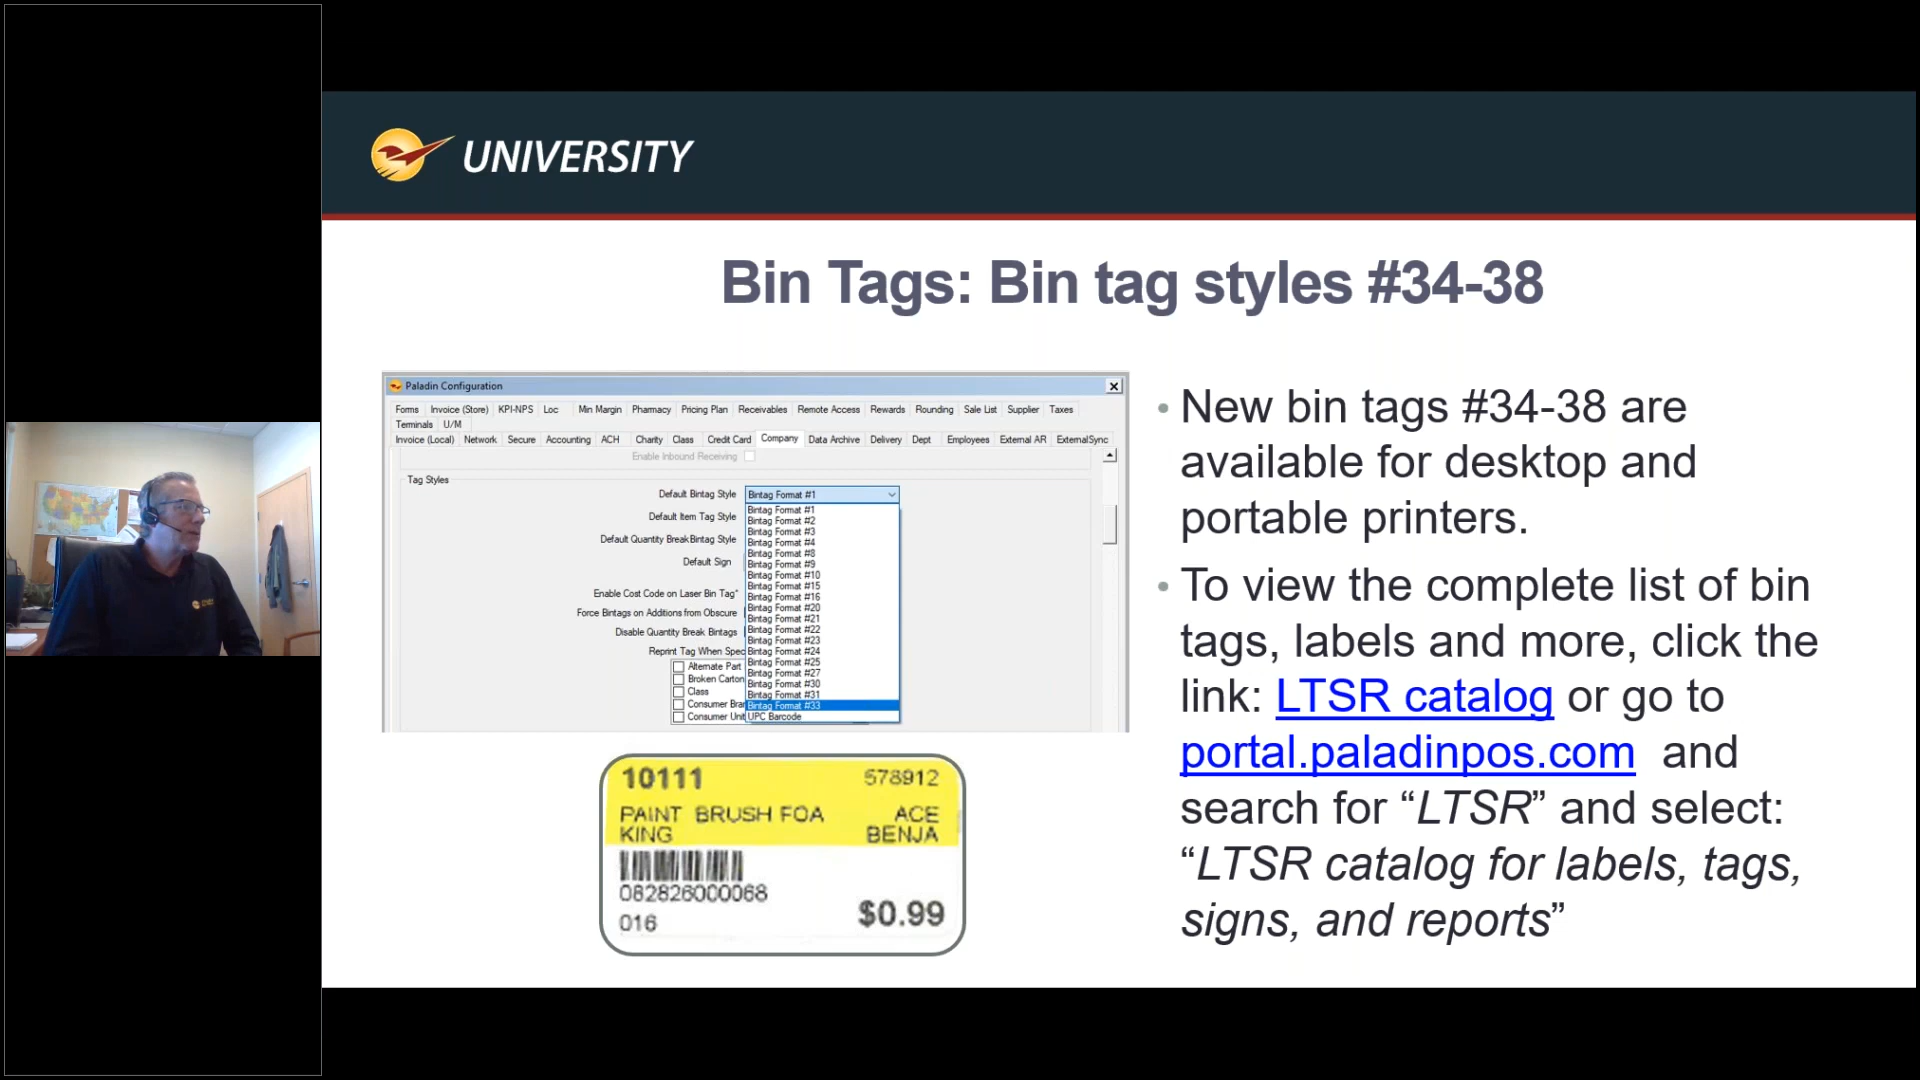 UNIVERSITY
Bin Tags: Bin tag styles #34-38
Paladin Configuration
Forms Invoice (Store) KPI-NPS Loc Min Margin Pharmacy Pricing Plan Receivables Remote Access Rewards Rounding Sale List Supplier Taxes
Terminals U/M
Invoice (Local) Network Secure Accounting ACH Charity Class Credit Card Company Data Archive Delivery Dept Employees External AR ExternalSync
Enable Inbound Receiving
Tag Styles
Default Bintag Style Bintag Format #1
Default Item Tag Style
Default Quantity Break Bintag Style
Default Sign
Enable Cost Code on Laser Bin Tag*
Force Bintags on Additions from Obscure
Disable Quantity Break Bintags
Reprint Tag When Spec
Alternate Part
Broken Carton
Class
Consumer Bra
Consumer Unit
Bintag Format #1
Bintag Format #2
Bintag Format #3
Bintag Format #4
Bintag Format #8
Bintag Format #9
Bintag Format #10
Bintag Format #15
Bintag Format #16
Bintag Format #20
Bintag Format #21
Bintag Format #22
Bintag Format #23
Bintag Format #24
Bintag Format #25
Bintag Format #27
Bintag Format #30
Bintag Format #31
Bintag Format #33
UPC Barcode
10111 578912
PAINT BRUSH FOA ACE
KING BENJA
082826000068
016 $0.99
• New bin tags #34-38 are
available for desktop and
portable printers.
• To view the complete list of bin
tags, labels and more, click the
link: LTSR catalog or go to
portal.paladinpos.com and
search for “LTSR” and select:
“LTSR catalog for labels, tags,
signs, and reports”